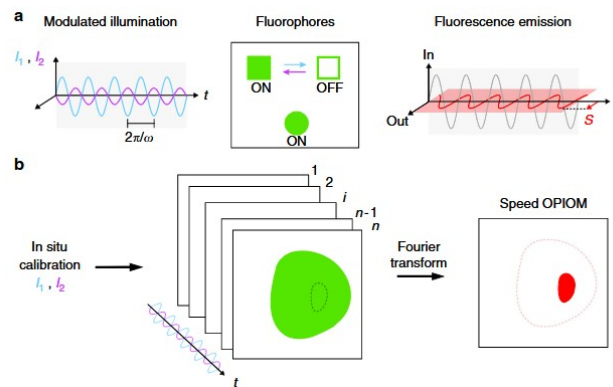 a
Modulated illumination
Fluorophores
Fluorescence emission
I1 , I2
t
2π/ω
ON
OFF
ON
In
Out
S
b
1
2
i
n-1
n
Speed OPIOM
In situ
calibration
I1 , I2
Fourier
transform
t